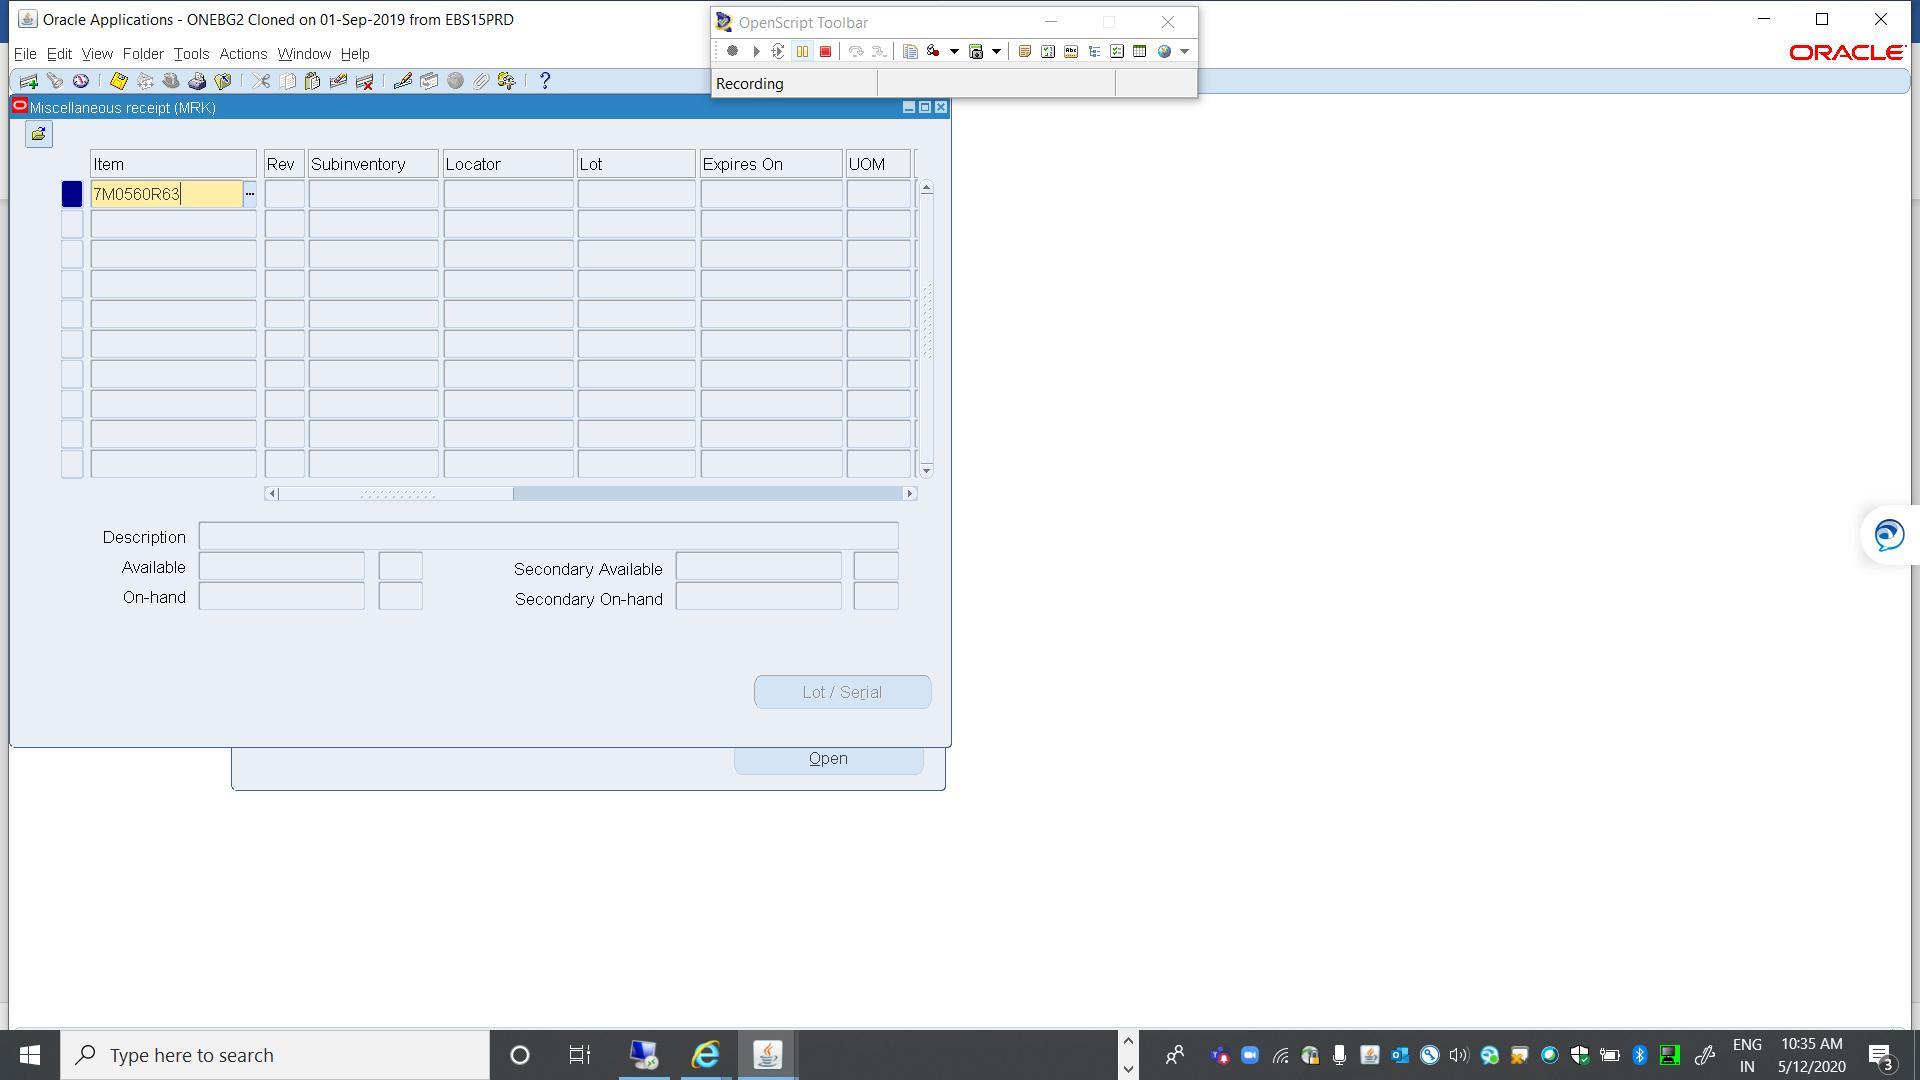 Oracle Applications - ONEBG2 Cloned on 01-Sep-2019 from EBS15PRD
OpenScript Toolbar
File Edit View Folder Tools Actions Window Help
ORACLE
Recording
Miscellaneous receipt (MRK)
Item Rev Subinventory Locator Lot Expires On UOM
7M0560R63
Description
Available Secondary Available
On-hand Secondary On-hand
Lot / Serial
Open
Type here to search
ENG 10:35 AM
IN 5/12/2020
3